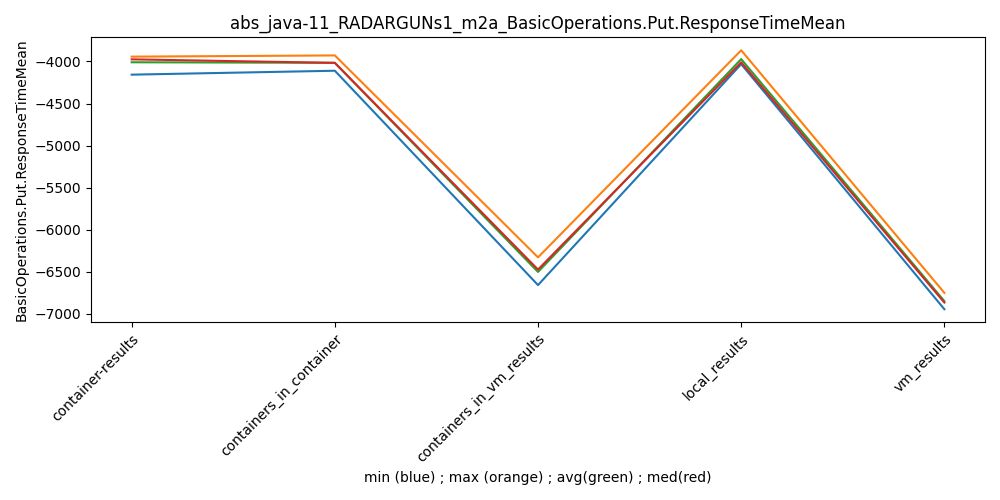 abs_java-11_RADARGUNs1_m2a_BasicOperations.Put.ResponseTimeMean
BasicOperations.Put.ResponseTimeMean
−4000
−4500
−5000
−5500
−6000
−6500
−7000
container-results
containers_in_container
containers_in_vm_results
local_results
vm_results
min (blue) ; max (orange) ; avg(green) ; med(red)